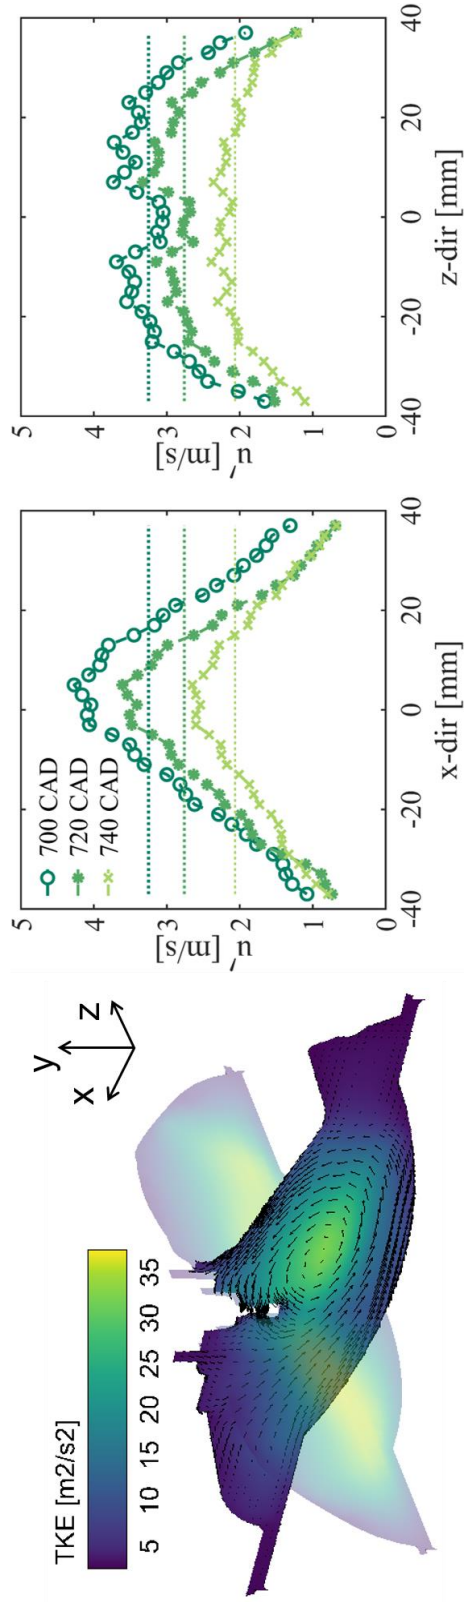 TKE [m2/s2]
5 10 15 20 25 30 35
y
x
z
700 CAD
720 CAD
740 CAD
u′ [m/s]
5
4
3
2
1
0
-40 -20 0 20 40
x-dir [mm]
u′ [m/s]
5
4
3
2
1
0
-40 -20 0 20 40
z-dir [mm]